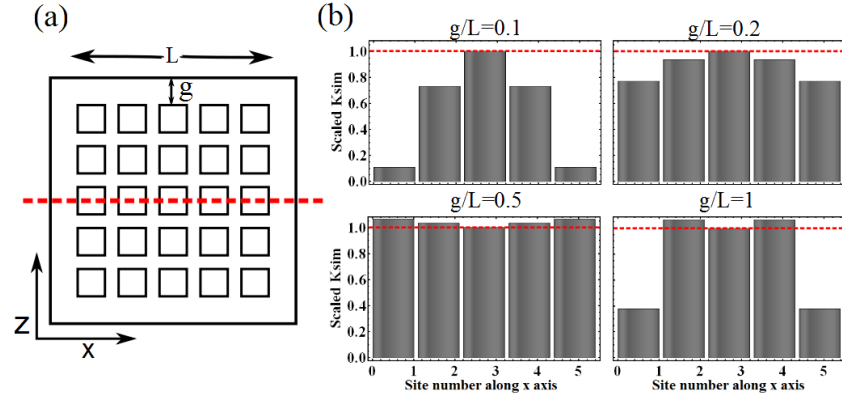 (a)
L
g
Z
x
(b)
g/L=0.1
g/L=0.2
Scaled Ksim
1.0
0.8
0.6
0.4
0.2
0.0
g/L=0.5
g/L=1
Scaled Ksim
1.0
0.8
0.6
0.4
0.2
0.0
0 1 2 3 4 5
Site number along x axis
0 1 2 3 4 5
Site number along x axis